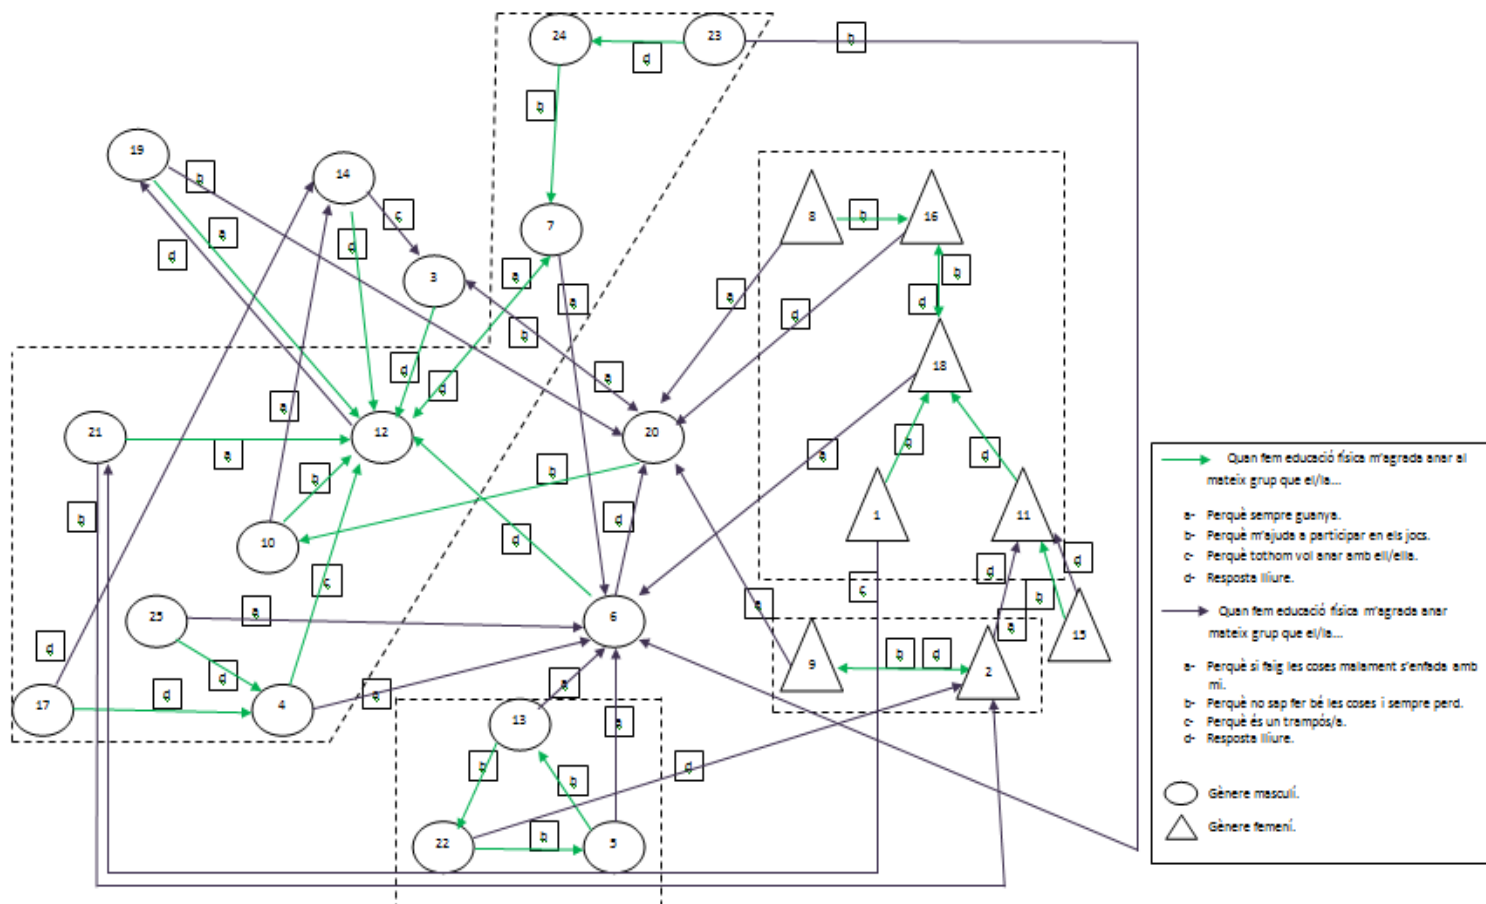 24
23
b
d
b
19
14
b
c
8
b
16
7
a
d
d
3
a
a
b
a
d
b
d
b
a
d
d
a
18
a
21
12
20
b
d
a
a
b
b
b
d
d
1
11
10
c
d
d
c
b
25
a
6
a
a
15
d
d
9
b
d
2
17
d
4
a
a
13
a
b
b
d
22
b
5
Quan fem educació física m'agrada anar al
mateix grup que el/la...
a- Perquè sempre guanya.
b- Perquè m'ajuda a participar en els jocs.
c- Perquè tothom vol anar amb ell/ella.
d- Resposta lliure.
Quan fem educació física m'agrada anar
mateix grup que el/la...
a- Perquè si faig les coses malament s'enfada amb
mi.
b- Perquè no sap fer bé les coses i sempre perd.
c- Perquè és un trampós/a.
d- Resposta lliure.
Gènere masculí.
Gènere femení.